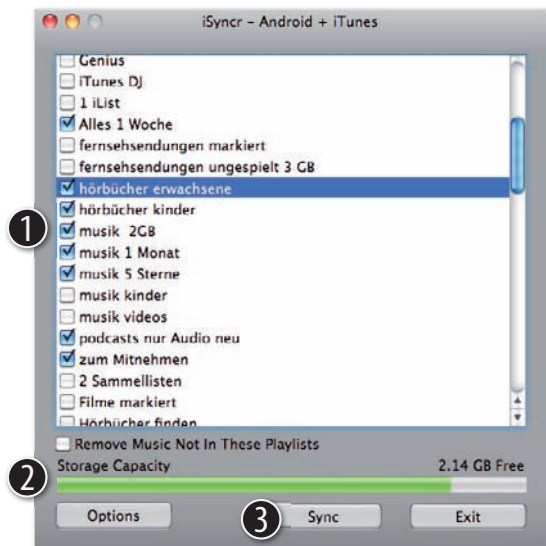 iSyncr – Android + iTunes
Genius
iTunes DJ
1 iList
Alles 1 Woche
fernsehsendungen markiert
fernsehsendungen ungespielt 3 GB
hörbücher erwachsene
1
hörbücher kinder
musik 2GB
musik 1 Monat
musik 5 Sterne
musik kinder
musik videos
podcasts nur Audio neu
zum Mitnehmen
2 Sammellisten
Filme markiert
Hörbücher finden
Remove Music Not In These Playlists
2
Storage Capacity 2.14 GB Free
Options 3 Sync Exit